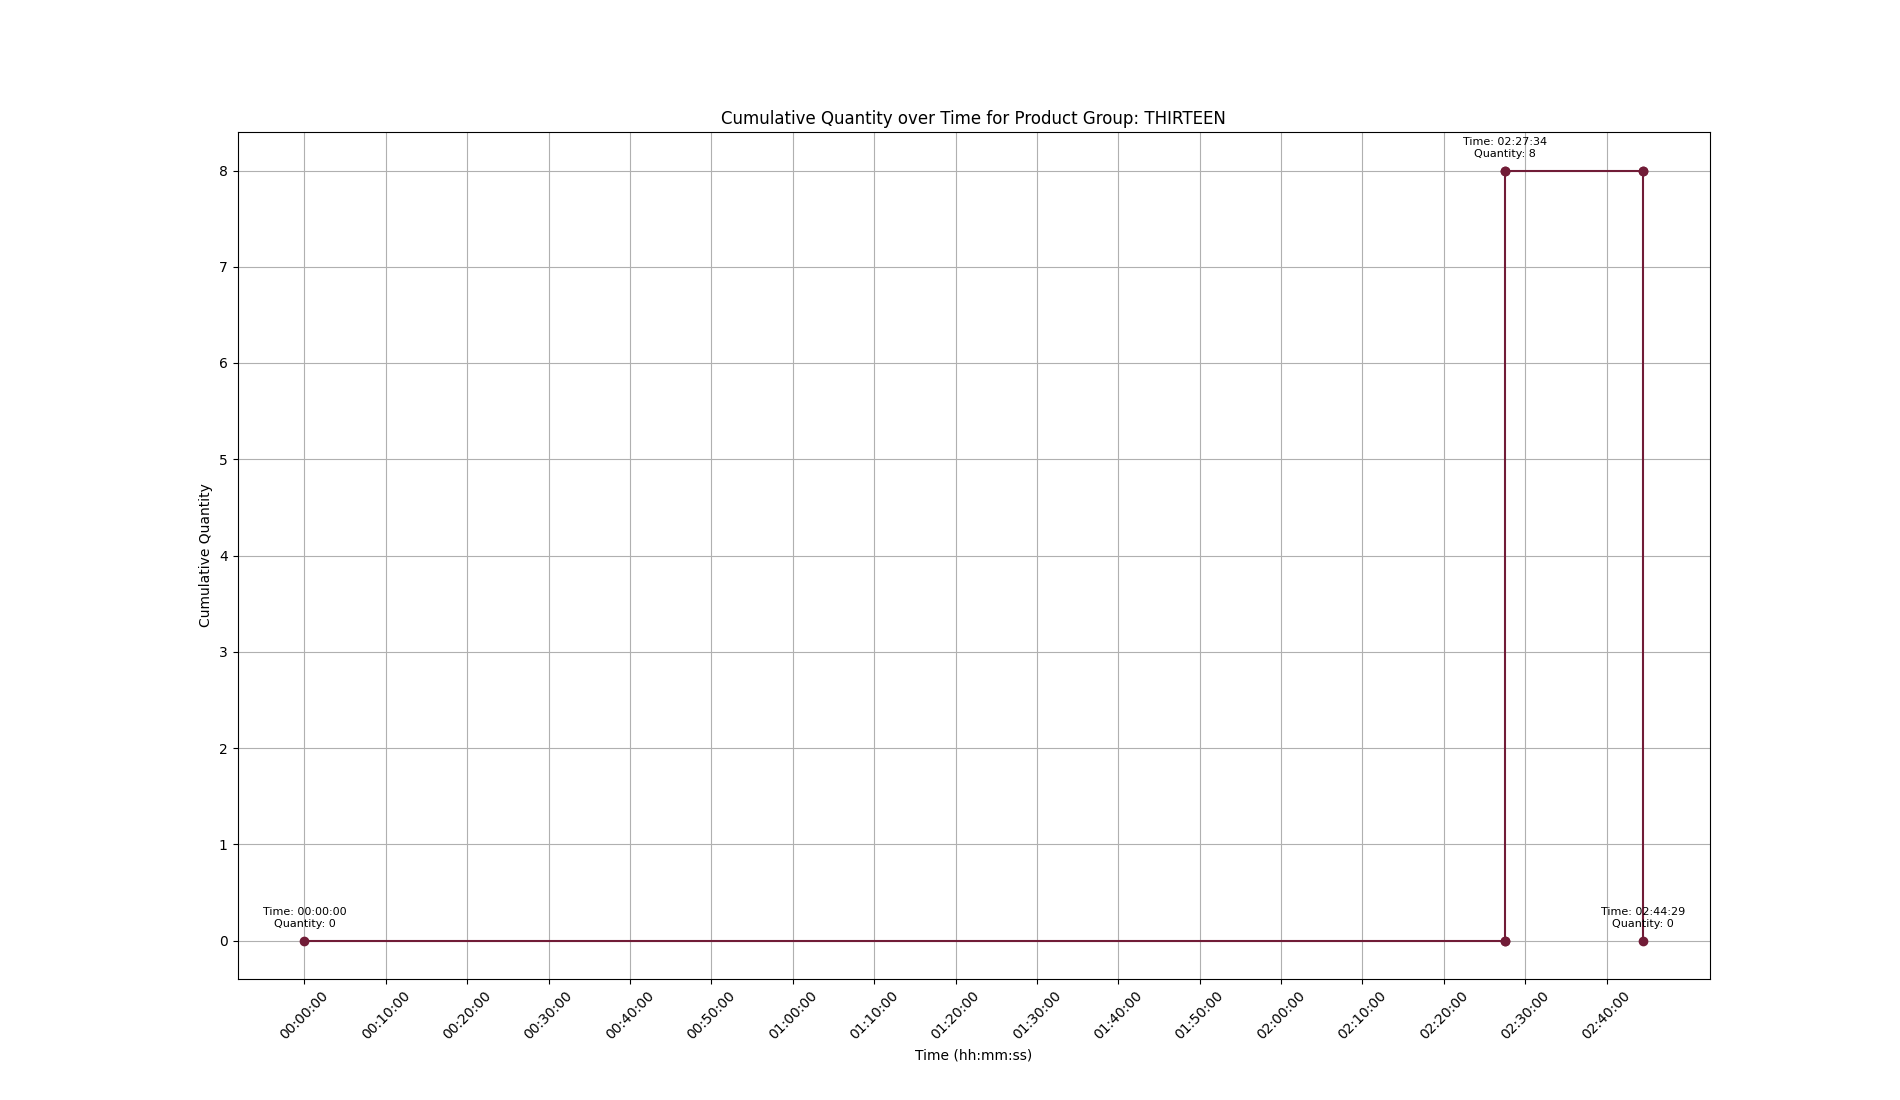 Cumulative Quantity over Time for Product Group: THIRTEEN
Time: 02:27:34
Quantity: 8
8
7
6
5
4
3
2
1
0
Cumulative Quantity
Time: 00:00:00
Quantity: 0
Time: 02:44:29
Quantity: 0
00:00:00
00:10:00
00:20:00
00:30:00
00:40:00
00:50:00
01:00:00
01:10:00
01:20:00
01:30:00
01:40:00
01:50:00
02:00:00
02:10:00
02:20:00
02:30:00
02:40:00
Time (hh:mm:ss)